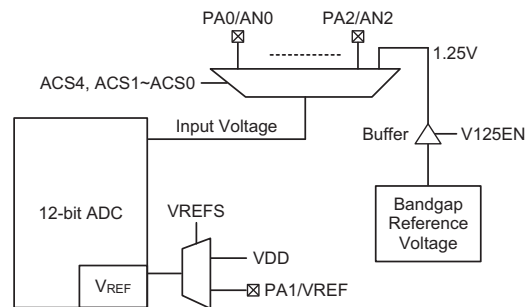 PA0/AN0
PA2/AN2
1.25V
ACS4, ACS1~ACS0
Input Voltage
Buffer
V125EN
12-bit ADC
VREFS
Bandgap
Reference
Voltage
VDD
VREF
PA1/VREF